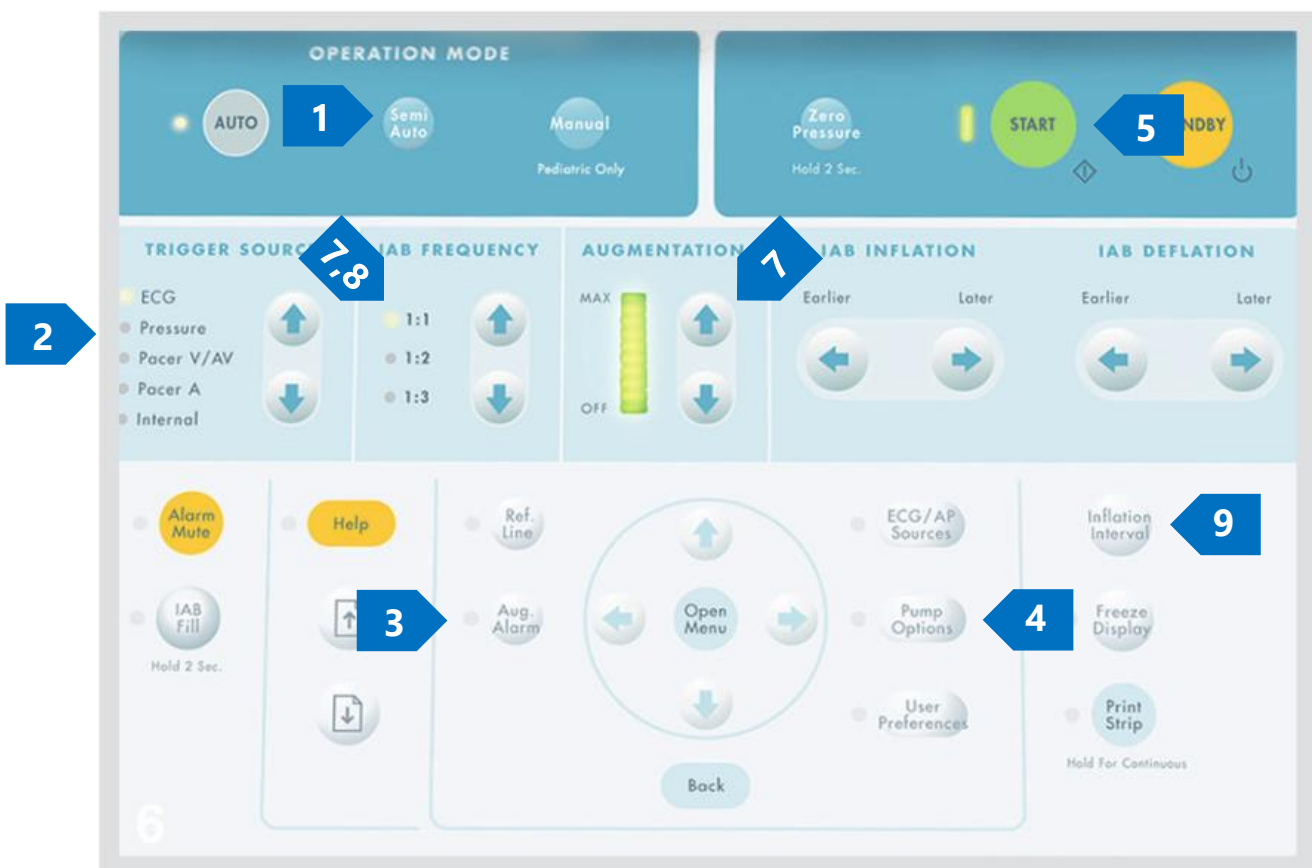 OPERATION MODE
AUTO
1
Semi
Auto
Manual
Pediatric Only
Zero
Pressure
Hold 2 Sec.
START
5
NDBY
TRIGGER SOURC
7,8
IAB FREQUENCY
AUGMENTATION
7
IAB INFLATION
IAB DEFLATION
2
ECG
Pressure
Pacer V/AV
Pacer A
Internal
1:1
1:2
1:3
MAX
OFF
Earlier
Later
Earlier
Later
Alarm
Mute
IAB
Fill
Hold 2 Sec.
Help
3
Ref.
Line
Aug.
Alarm
Open
Menu
Back
ECG/AP
Sources
Pump
Options
4
User
Preferences
Inflation
Interval
9
Freeze
Display
Print
Strip
Hold For Continuous
6